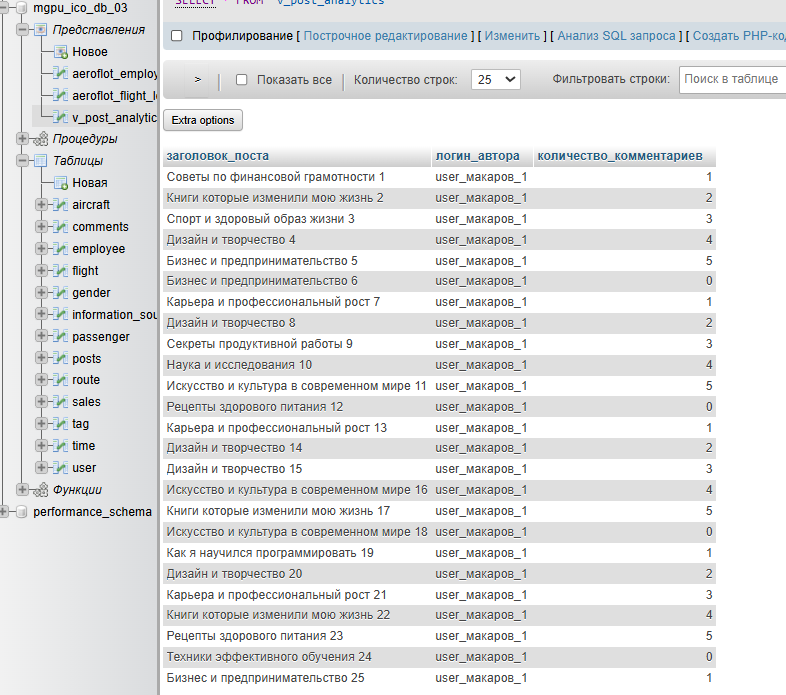 mgpu_ico_db_03
Представления
Новое
aeroflot_employ
aeroflot_flight_l
v_post_analytic
Процедуры
Таблицы
Новая
aircraft
comments
employee
flight
gender
information_sou
passenger
posts
route
sales
tag
time
user
Функции
performance_schema
SELECT * FROM `v_post_analytics`
Профилирование [ Построчное редактирование ] [ Изменить ] [ Анализ SQL запроса ] [ Создать PHP-ко
> Показать все Количество строк: 25 Фильтровать строки: Поиск в таблице
Extra options
заголовок_поста логин_автора количество_комментариев
Советы по финансовой грамотности 1 user_макаров_1 1
Книги которые изменили мою жизнь 2 user_макаров_1 2
Спорт и здоровый образ жизни 3 user_макаров_1 3
Дизайн и творчество 4 user_макаров_1 4
Бизнес и предпринимательство 5 user_макаров_1 5
Бизнес и предпринимательство 6 user_макаров_1 0
Карьера и профессиональный рост 7 user_макаров_1 1
Дизайн и творчество 8 user_макаров_1 2
Секреты продуктивной работы 9 user_макаров_1 3
Наука и исследования 10 user_макаров_1 4
Искусство и культура в современном мире 11 user_макаров_1 5
Рецепты здорового питания 12 user_макаров_1 0
Карьера и профессиональный рост 13 user_макаров_1 1
Дизайн и творчество 14 user_макаров_1 2
Дизайн и творчество 15 user_макаров_1 3
Искусство и культура в современном мире 16 user_макаров_1 4
Книги которые изменили мою жизнь 17 user_макаров_1 5
Искусство и культура в современном мире 18 user_макаров_1 0
Как я научился программировать 19 user_макаров_1 1
Дизайн и творчество 20 user_макаров_1 2
Карьера и профессиональный рост 21 user_макаров_1 3
Книги которые изменили мою жизнь 22 user_макаров_1 4
Рецепты здорового питания 23 user_макаров_1 5
Техники эффективного обучения 24 user_макаров_1 0
Бизнес и предпринимательство 25 user_макаров_1 1